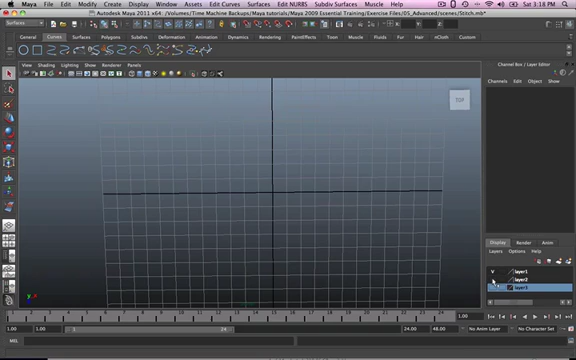 Maya File Edit Modify Create Display Window Assets Edit Curves Surfaces Edit NURBS Subdiv Surfaces Muscle Help
Sat 3:18 PM
Autodesk Maya 2011 x64: /Volumes/Time Machine Backups/Maya tutorials/Maya 2009 Essential Training/Exercise Files/05_Advanced/scenes/Stitch.mb*
Surfaces
General Curves Surfaces Polygons Subdivs Deformation Animation Dynamics Rendering PaintEffects Toon Muscle Fluids Fur Hair nCloth Custom
View Shading Lighting Show Renderer Panels
Channel Box / Layer Editor
Channels Edit Object Show
TOP
Display Render Anim
Layers Options Help
V layer1
layer2
layer3
1.00
1.00 1.00 1 24 24.00 48.00 No Anim Layer No Character Set
MEL